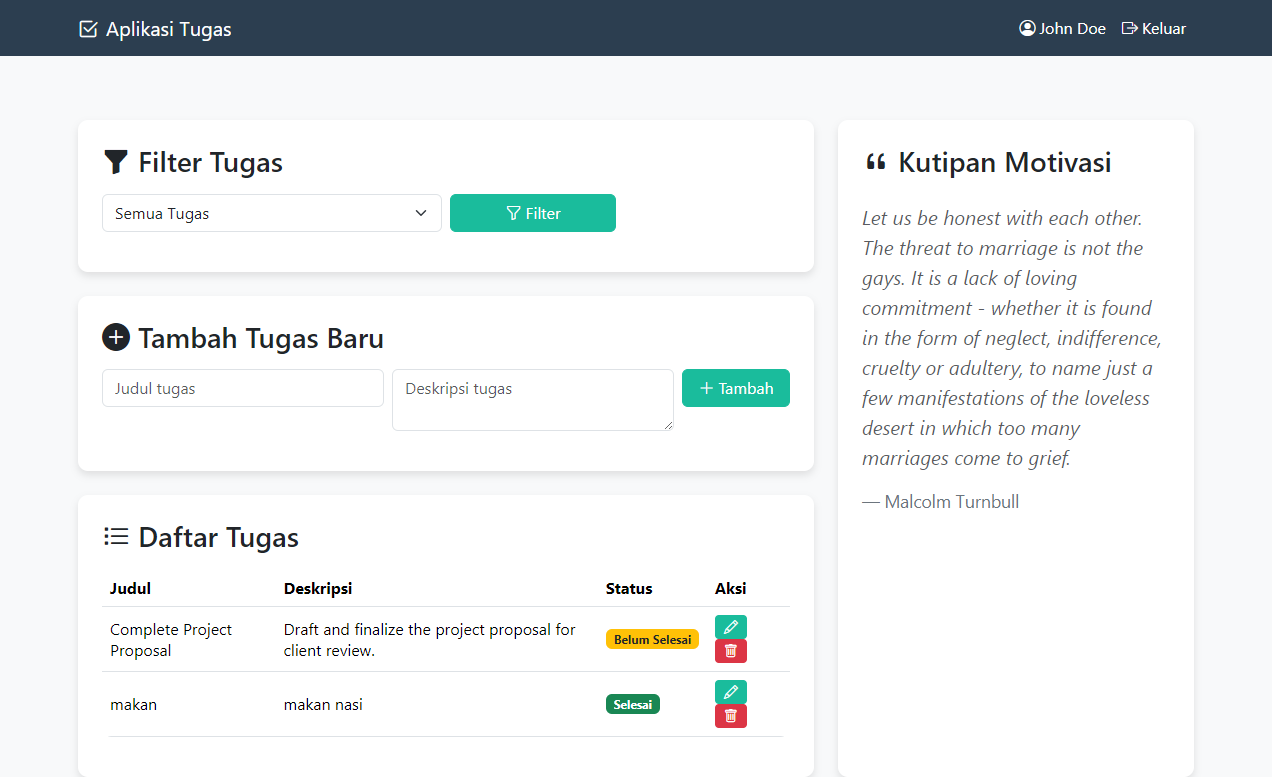 Aplikasi Tugas
John Doe Keluar
Filter Tugas
Semua Tugas
Filter
Tambah Tugas Baru
Judul tugas
Deskripsi tugas
Tambah
Daftar Tugas
Judul Deskripsi Status Aksi
Complete Project
Proposal
Draft and finalize the project proposal for
client review.
Belum Selesai
makan
makan nasi
Selesai
Kutipan Motivasi
Let us be honest with each other.
The threat to marriage is not the
gays. It is a lack of loving
commitment - whether it is found
in the form of neglect, indifference,
cruelty or adultery, to name just a
few manifestations of the loveless
desert in which too many
marriages come to grief.
— Malcolm Turnbull